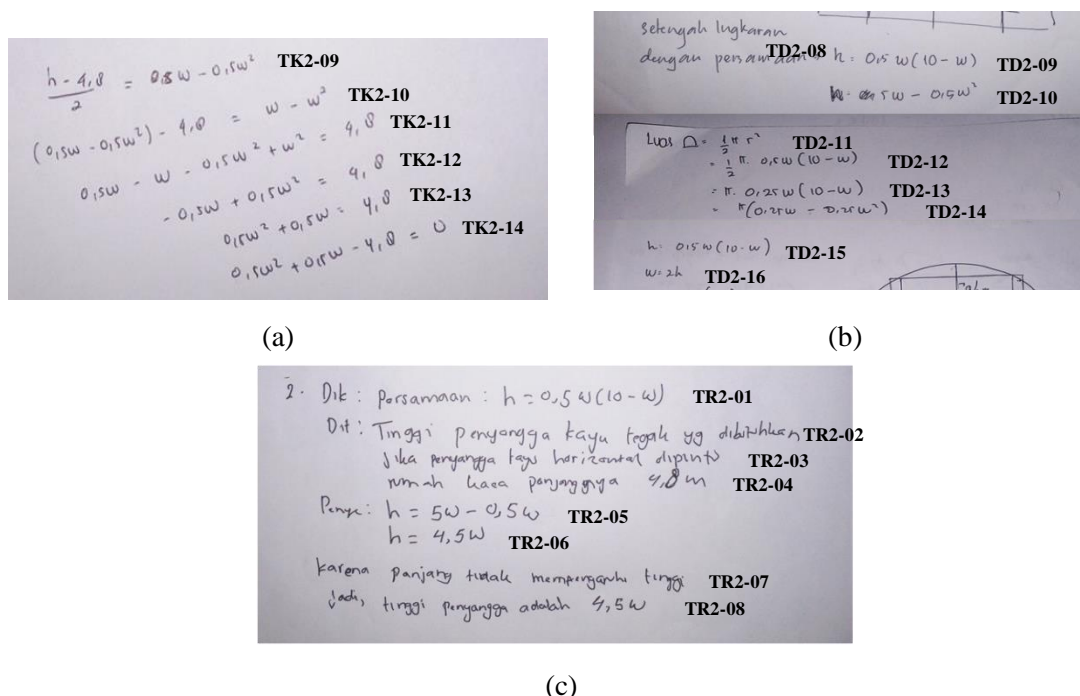 h - 4,8 / 2 = 0,5w - 0,5w² TK2-09
(0,5w - 0,5w²) - 4,8 = w - w² TK2-10
0,5w - w - 0,5w² + w² = 4,8 TK2-11
- 0,5w + 0,5w² = 4,8 TK2-12
0,5w² + 0,5w = 4,8 TK2-13
0,5w² + 0,5w - 4,8 = 0 TK2-14
(a)
setengah lingkaran
dengan persamaan TD2-08 h = 0,5 w (10 - w) TD2-09
5w - 0,5w² TD2-10
Luas = ½ π r² TD2-11
= ½ π. 0,5w (10 - w) TD2-12
= π. 0,25 w (10 - w) TD2-13
= π (0,25w - 0,25w²) TD2-14
h = 0,5 w (10 - w) TD2-15
w = 2h TD2-16
(b)
2. Dik : Persamaan : h = 0,5 w (10 - w) TR2-01
Dit : Tinggi penyangga kayu tegak yg dibutuhkan TR2-02
jika penyangga kayu horizontal dipintu TR2-03
rumah kaca panjangnya 4,8 m TR2-04
Penye : h = 5w - 0,5w TR2-05
h = 4,5w TR2-06
karena panjang tidak mempengaruhi tinggi TR2-07
Jadi, tinggi penyangga adalah 4,5w TR2-08
(c)